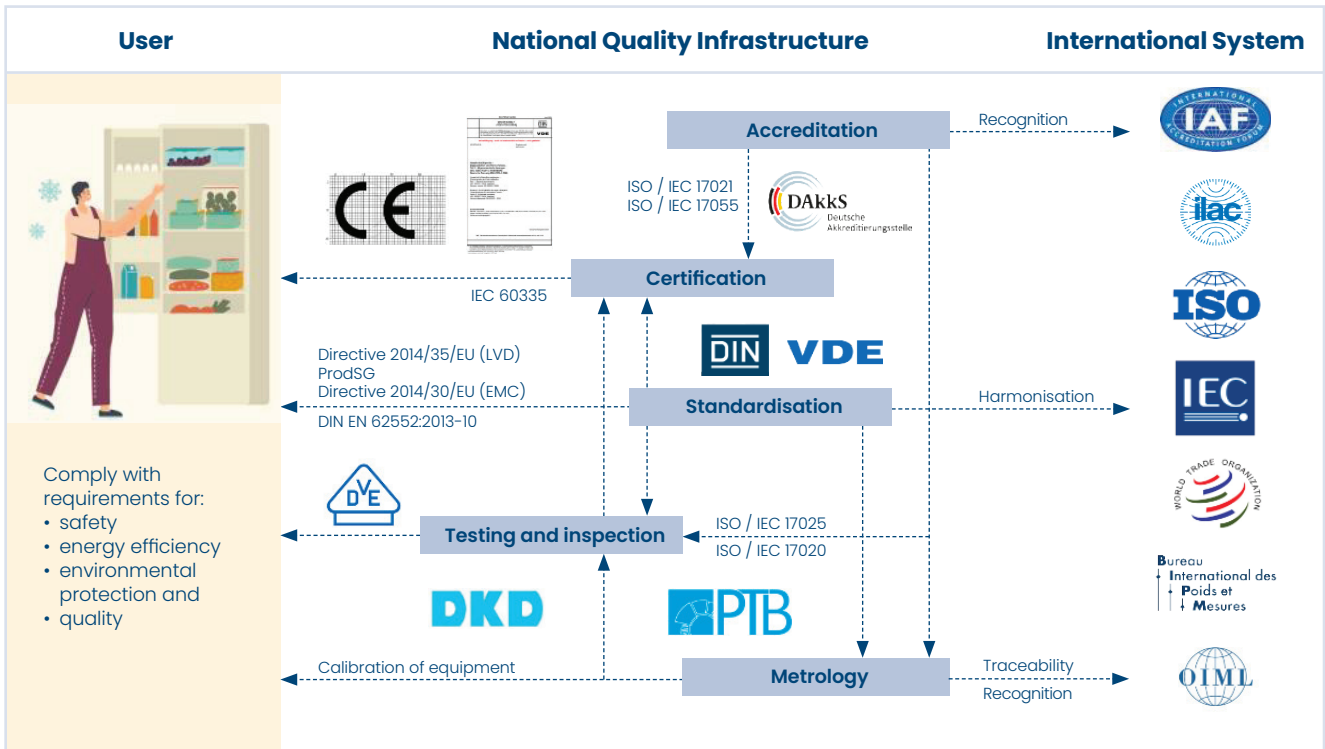 User
National Quality Infrastructure
International System
Accreditation
Recognition
INTERNATIONAL
IAF
ACCREDITATION FORUM
ISO / IEC 17021
ISO / IEC 17055
DAkkS
Deutsche
Akkreditierungsstelle
ilac
CE
VDE
Certification
IEC 60335
ISO
DIN
VDE
Directive 2014/35/EU (LVD)
ProdSG
Directive 2014/30/EU (EMC)
DIN EN 62552:2013-10
Standardisation
Harmonisation
IEC
Comply with
requirements for:
• safety
• energy efficiency
• environmental
protection and
• quality
DVE
Testing and inspection
ISO / IEC 17025
ISO / IEC 17020
WORLD TRADE ORGANIZATION
DKD
PTB
Bureau
International des
Poids et
Mesures
Calibration of equipment
Metrology
Traceability
Recognition
OIML